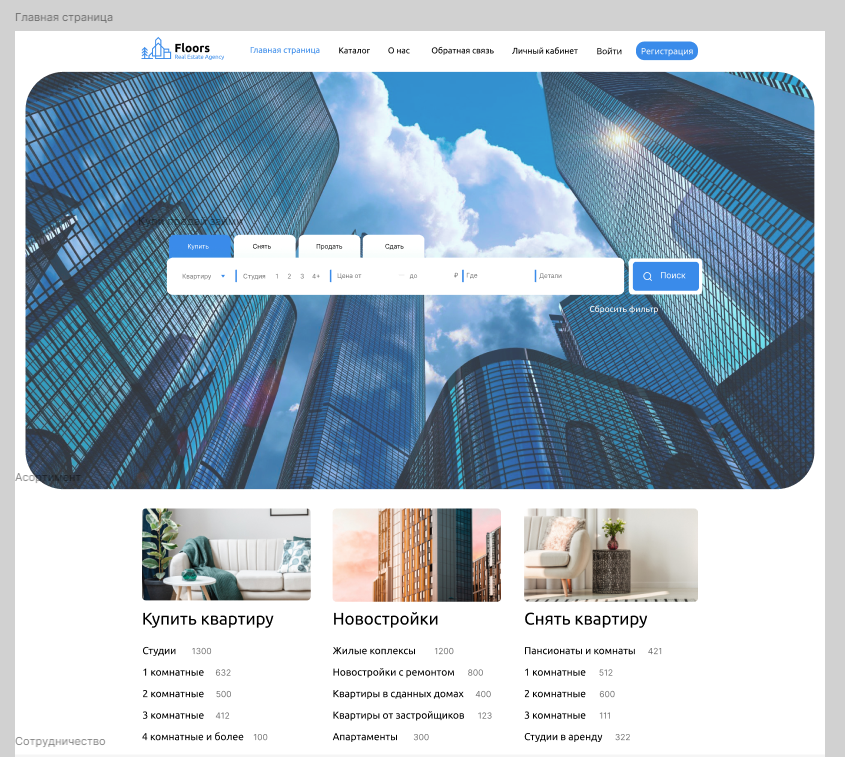 Главная страница
Floors
Real Estate Agency
Главная страница Каталог О нас Обратная связь Личный кабинет Войти Регистрация
Купить Снять Продать Сдать
Квартиру Студия 1 2 3 4+ Цена от до ₽ Где Детали Поиск
Сбросить фильтр
Асортимент
Купить квартиру Новостройки Снять квартиру
Студии 1300 Жилые коплексы 1200 Пансионаты и комнаты 421
1 комнатные 632 Новостройки с ремонтом 800 1 комнатные 512
2 комнатные 500 Квартиры в сданных домах 400 2 комнатные 600
3 комнатные 412 Квартиры от застройщиков 123 3 комнатные 111
4 комнатные и более 100 Апартаменты 300 Студии в аренду 322
Сотрудничество